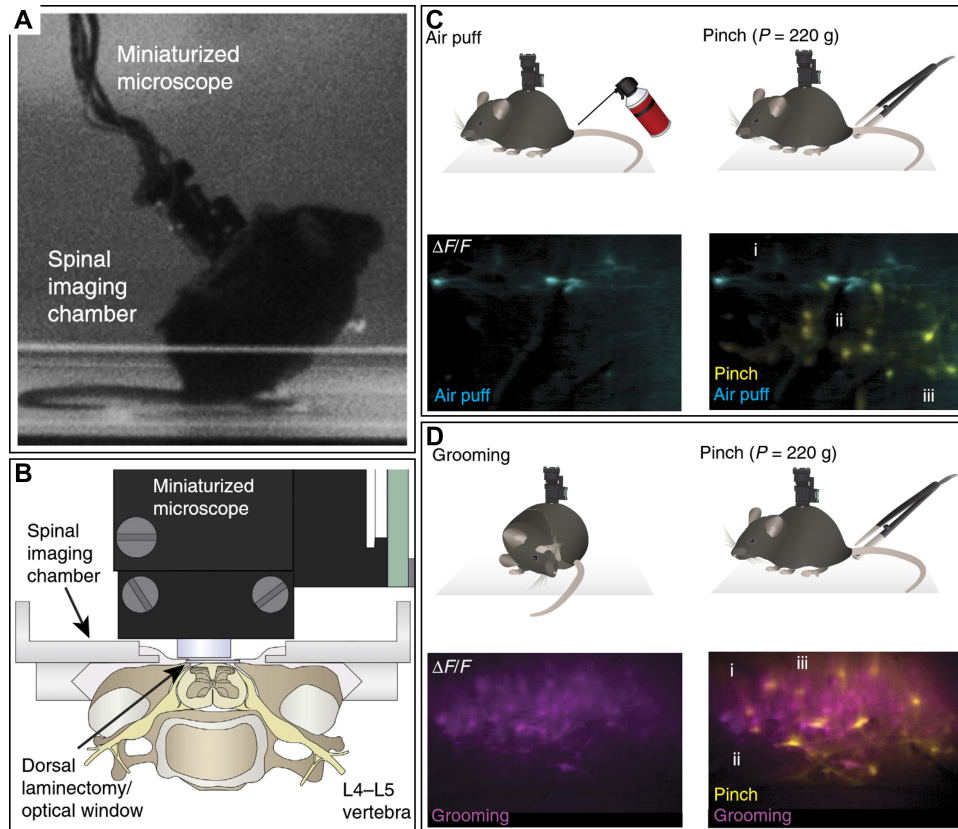 A
Miniaturized
microscope
Spinal
imaging
chamber
B
Miniaturized
microscope
Spinal
imaging
chamber
Dorsal
laminectomy/
optical window
L4–L5
vertebra
C
Air puff
Pinch (P = 220 g)
ΔF/F
Air puff
i
ii
iii
Pinch
Air puff
D
Grooming
Pinch (P = 220 g)
ΔF/F
Grooming
i
iii
ii
Pinch
Grooming